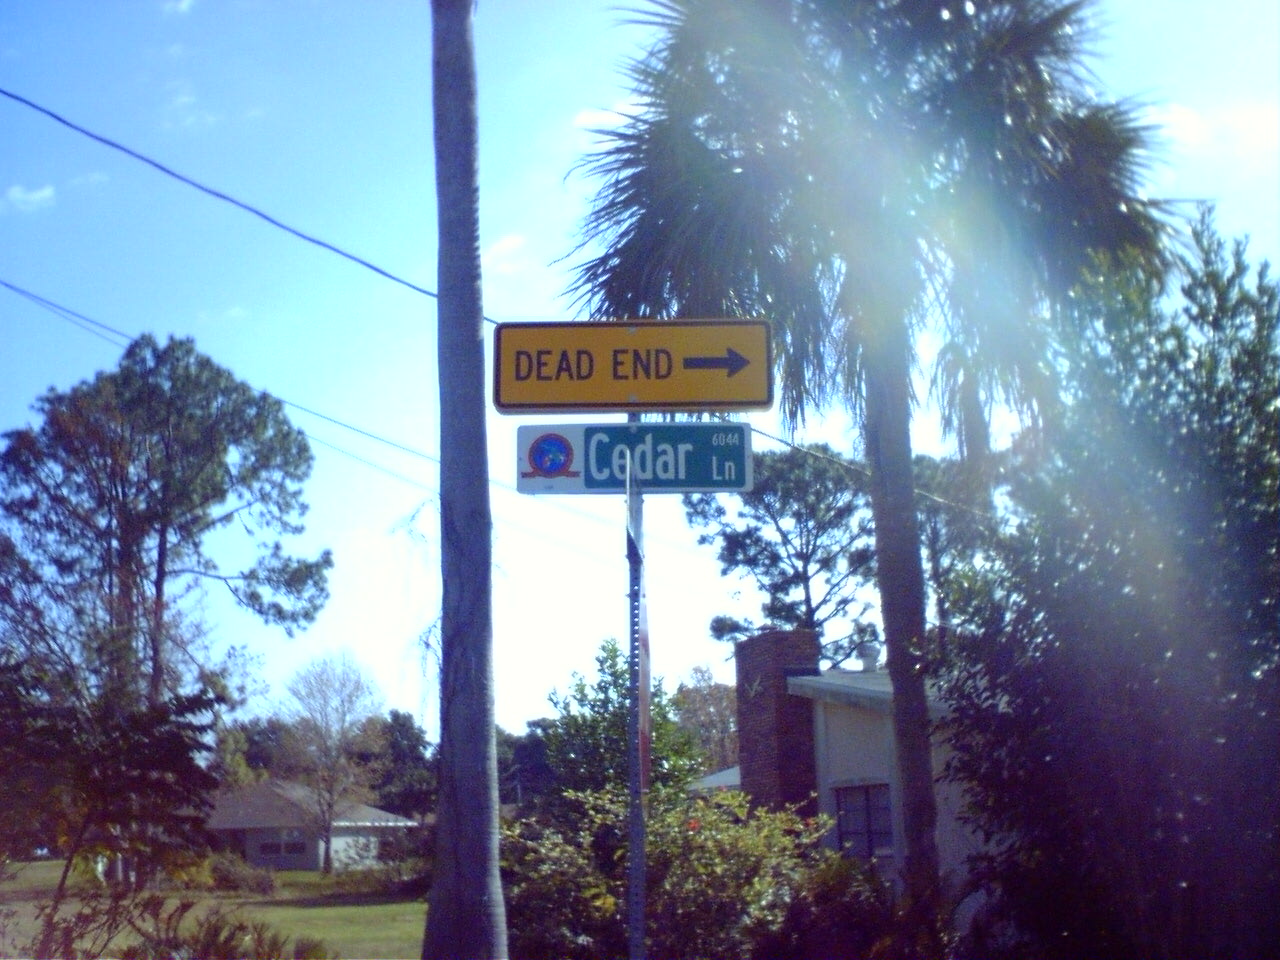 DEAD END
Cedar 6044 Ln